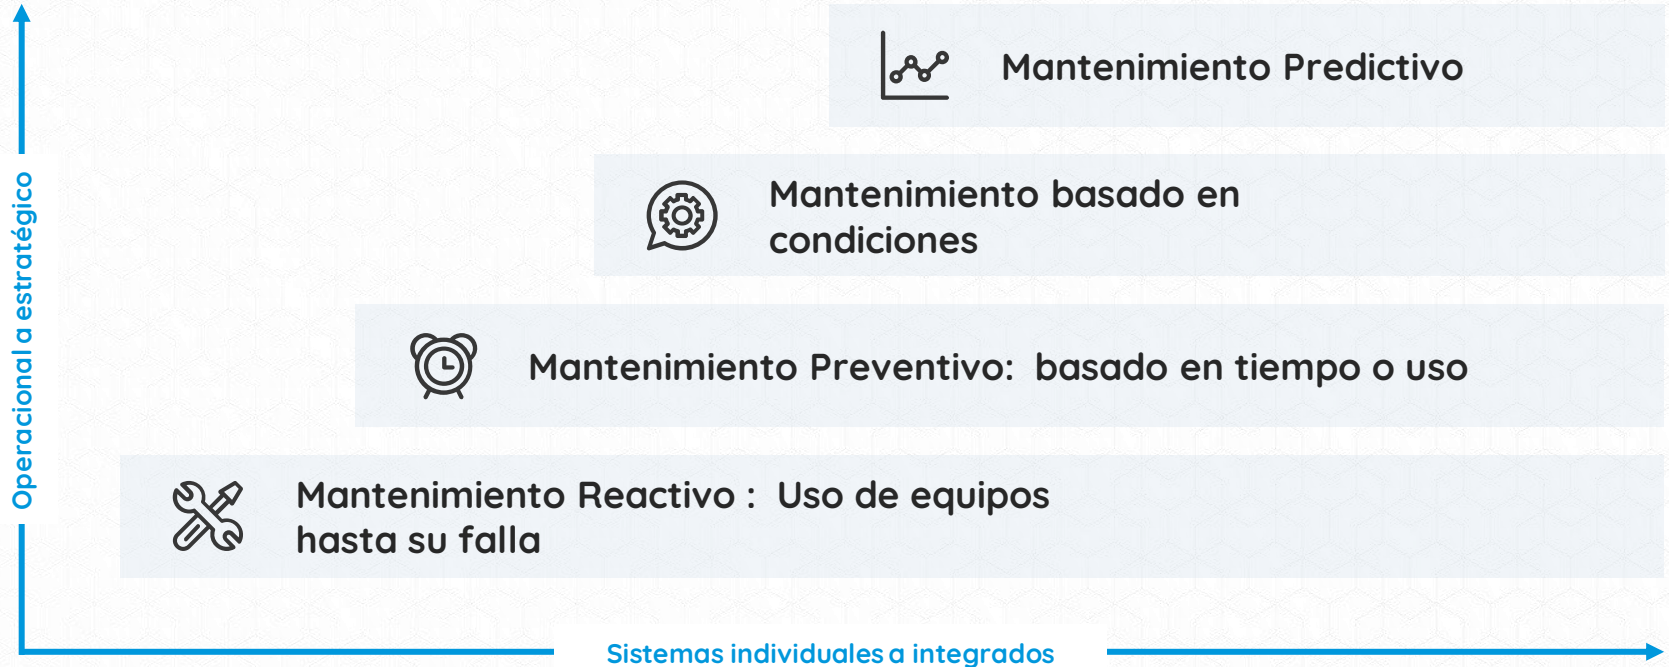 Mantenimiento Predictivo
Mantenimiento basado en
condiciones
Mantenimiento Preventivo:  basado en tiempo o uso
Mantenimiento Reactivo :  Uso de equipos
hasta su falla
Operacional a estratégico
Sistemas individuales a integrados